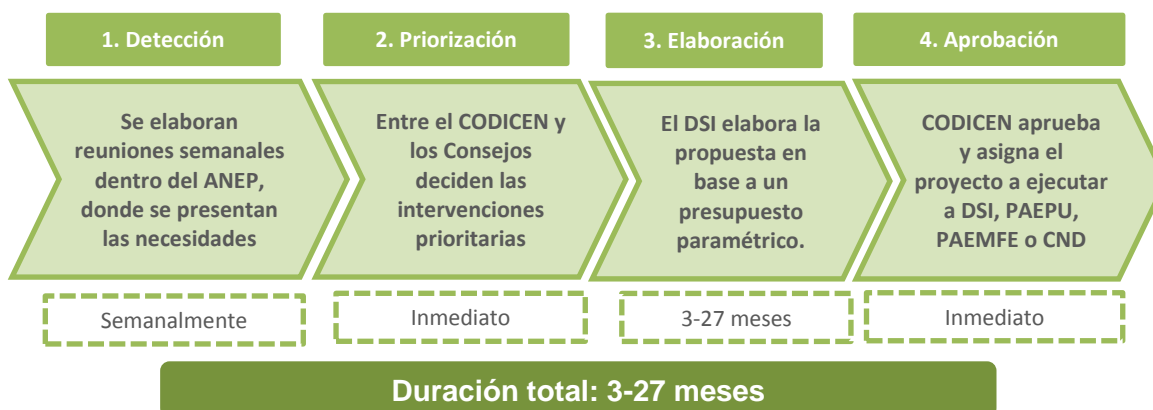 1. Detección
2. Priorización
3. Elaboración
4. Aprobación
Se elaboran
reuniones semanales
dentro del ANEP,
donde se presentan
las necesidades
Entre el CODICEN y
los Consejos
deciden las
intervenciones
prioritarias
El DSI elabora la
propuesta en
base a un
presupuesto
paramétrico.
CODICEN aprueba
y asigna el
proyecto a ejecutar
a DSI, PAEPU,
PAEMFE o CND
Semanalmente
Inmediato
3-27 meses
Inmediato
Duración total: 3-27 meses